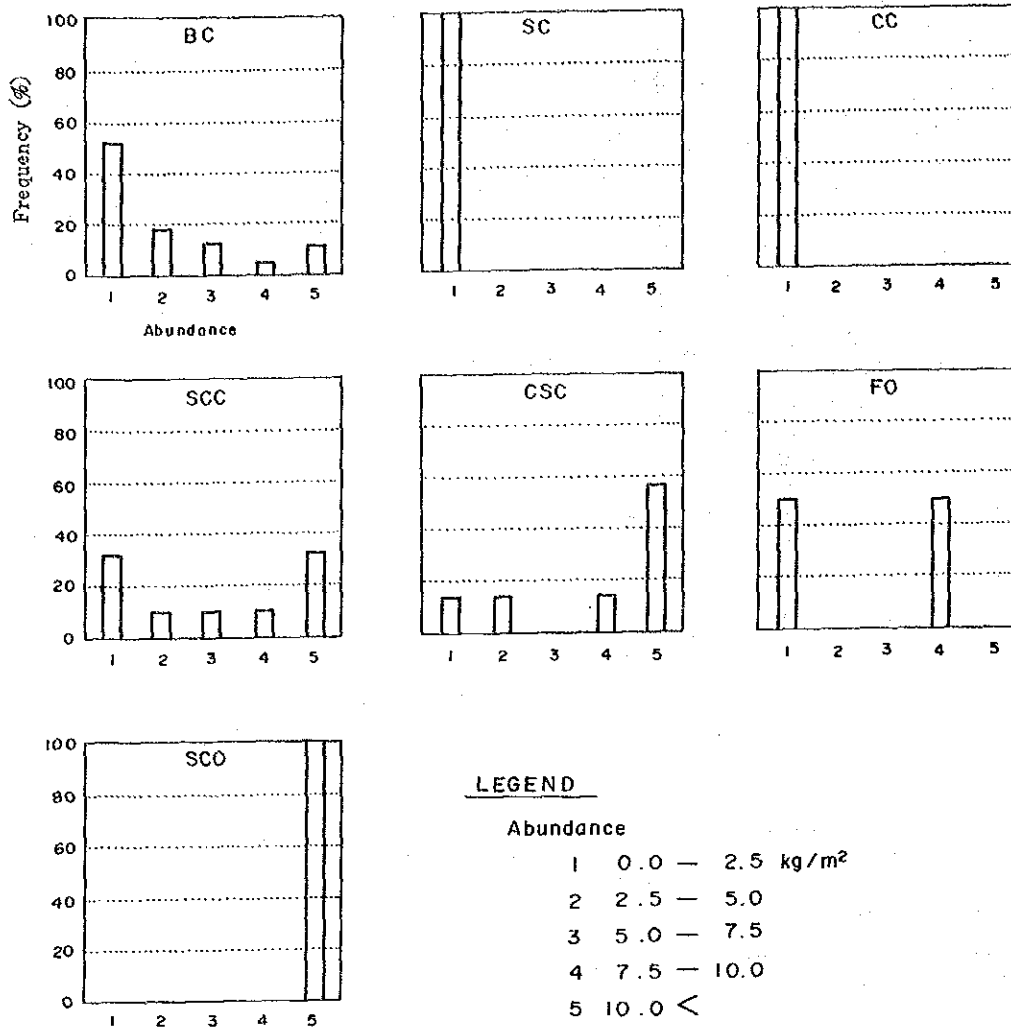 BC
SC
CC
Frequency (%)
100
80
60
40
20
0
1 2 3 4 5
1 2 3 4 5
1 2 3 4 5
Abundance
SCC
CSC
FO
100
80
60
40
20
0
1 2 3 4 5
1 2 3 4 5
1 2 3 4 5
SCO
100
80
60
40
20
0
1 2 3 4 5
LEGEND
Abundance
1 0.0 — 2.5 kg/m²
2 2.5 — 5.0
3 5.0 — 7.5
4 7.5 — 10.0
5 10.0 <